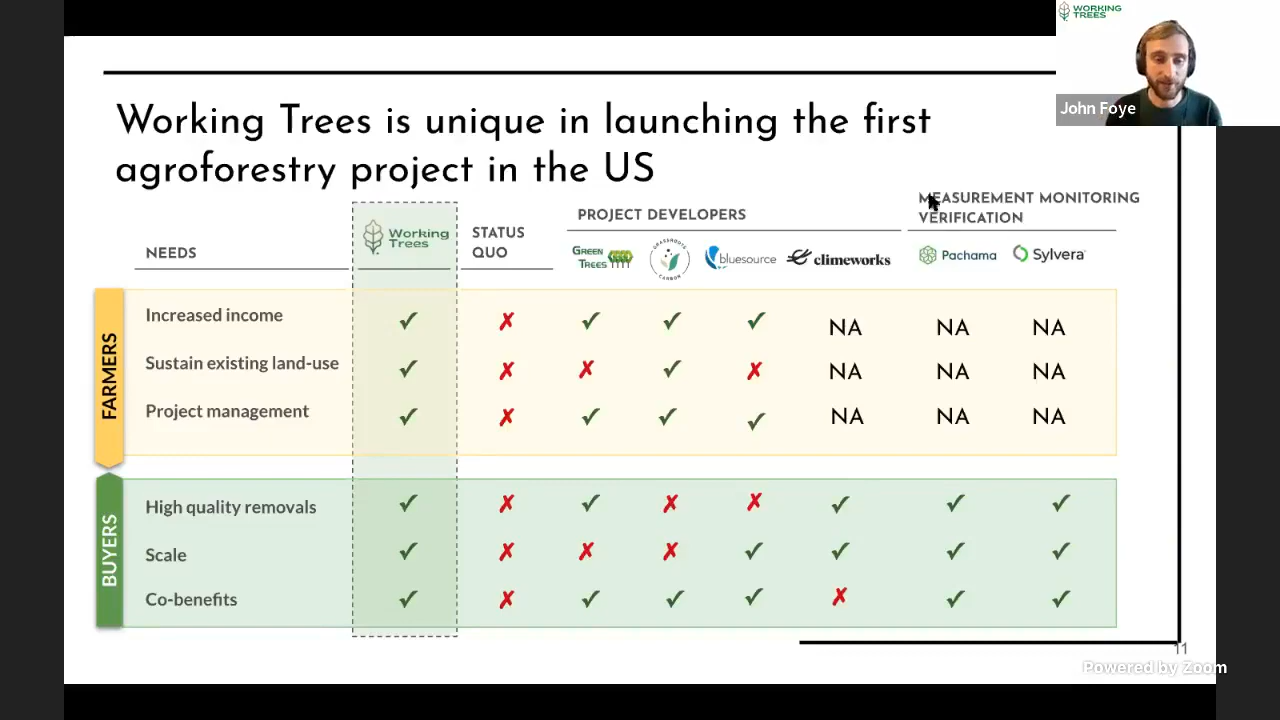 WORKING
TREES
John Foye
Working Trees is unique in launching the first
agroforestry project in the US
NEEDS
Working
Trees
STATUS
QUO
PROJECT DEVELOPERS
GREEN
TREES
GRASSROOTS
CARBON
bluesource
climeworks
MEASUREMENT MONITORING
VERIFICATION
Pachama
Sylvera
FARMERS
Increased income ✓ ✗ ✓ ✓ ✓ NA NA NA
Sustain existing land-use ✓ ✗ ✗ ✓ ✗ NA NA NA
Project management ✓ ✗ ✓ ✓ ✓ NA NA NA
BUYERS
High quality removals ✓ ✗ ✓ ✗ ✗ ✓ ✓ ✓
Scale ✓ ✗ ✗ ✗ ✓ ✓ ✓ ✓
Co-benefits ✓ ✗ ✓ ✓ ✓ ✗ ✓ ✓
11
Powered by Zoom